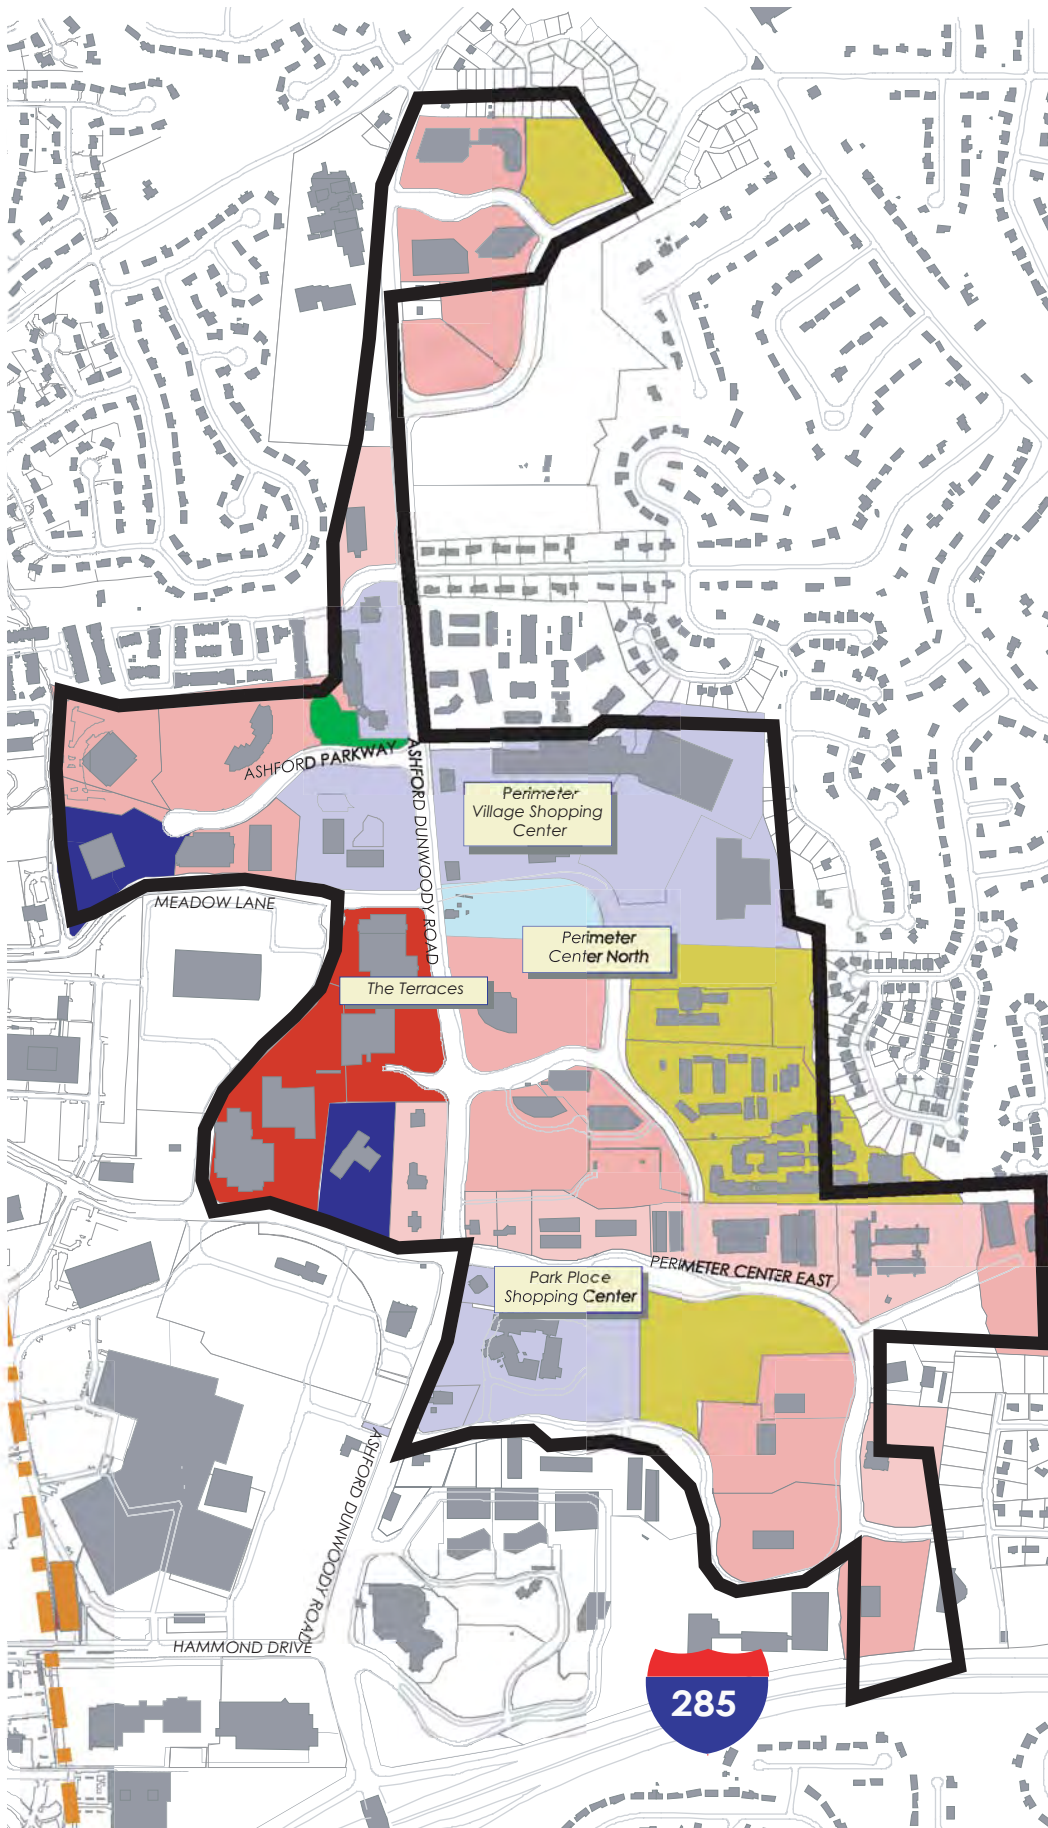 ASHFORD PARKWAY
ASHFORD DUNWOODY ROAD
Perimeter
Village Shopping
Center
MEADOW LANE
Perimeter
Center North
The Terraces
PERIMETER CENTER EAST
Park Place
Shopping Center
ASHFORD DUNWOODY ROAD
HAMMOND DRIVE
285